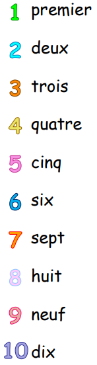 1 premier
2 deux
3 trois
4 quatre
5 cinq
6 six
7 sept
8 huit
9 neuf
10 dix